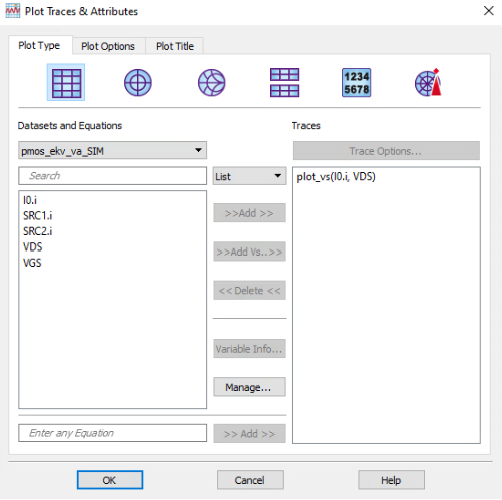 Plot Traces & Attributes
Plot Type Plot Options Plot Title
1234
5678
Datasets and Equations Traces
pmos_ekv_va_SIM Trace Options...
Search List plot_vs(I0.i, VDS)
I0.i
SRC1.i >>Add >>
SRC2.i
VDS >>Add Vs..>>
VGS
<< Delete <<
Variable Info...
Manage...
Enter any Equation >> Add >>
OK Cancel Help